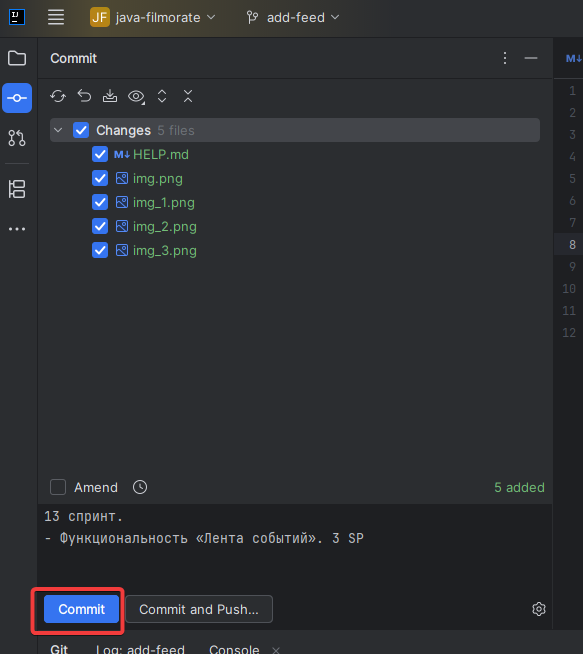 IJ
JF java-filmorate add-feed
Commit
M↓
Changes 5 files
M↓ HELP.md
img.png
img_1.png
img_2.png
img_3.png
1
2
3
4
5
6
7
8
9
10
11
12
Amend
5 added
13 спринт.
- Функциональность «Лента событий». 3 SP
Commit Commit and Push...
Git Log: add-feed Console ×